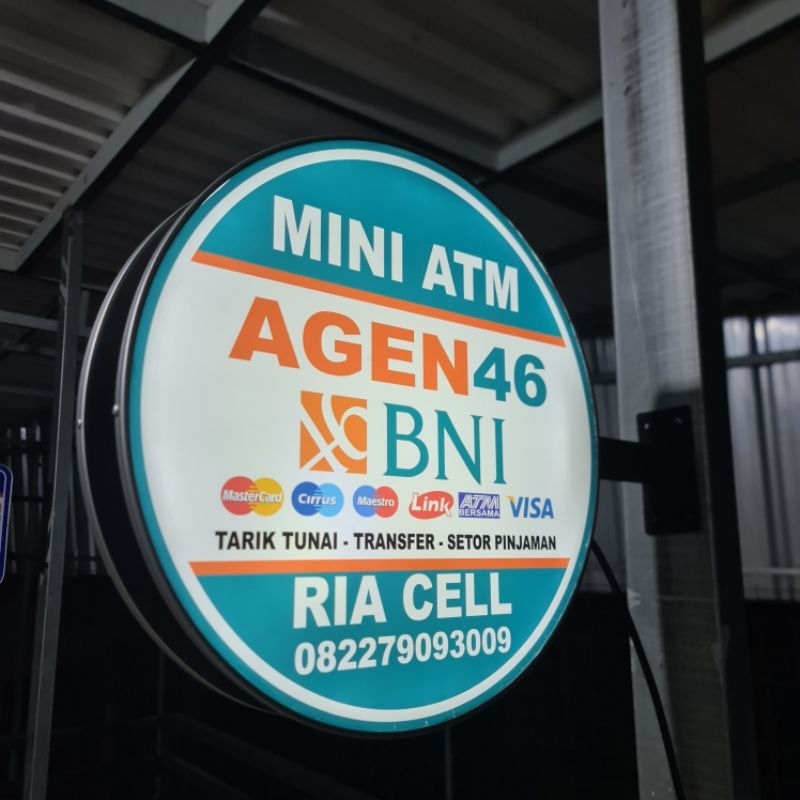 MINI ATM
AGEN46
BNI
MasterCard Cirrus Maestro Link ATM BERSAMA VISA
TARIK TUNAI - TRANSFER - SETOR PINJAMAN
RIA CELL
082279093009